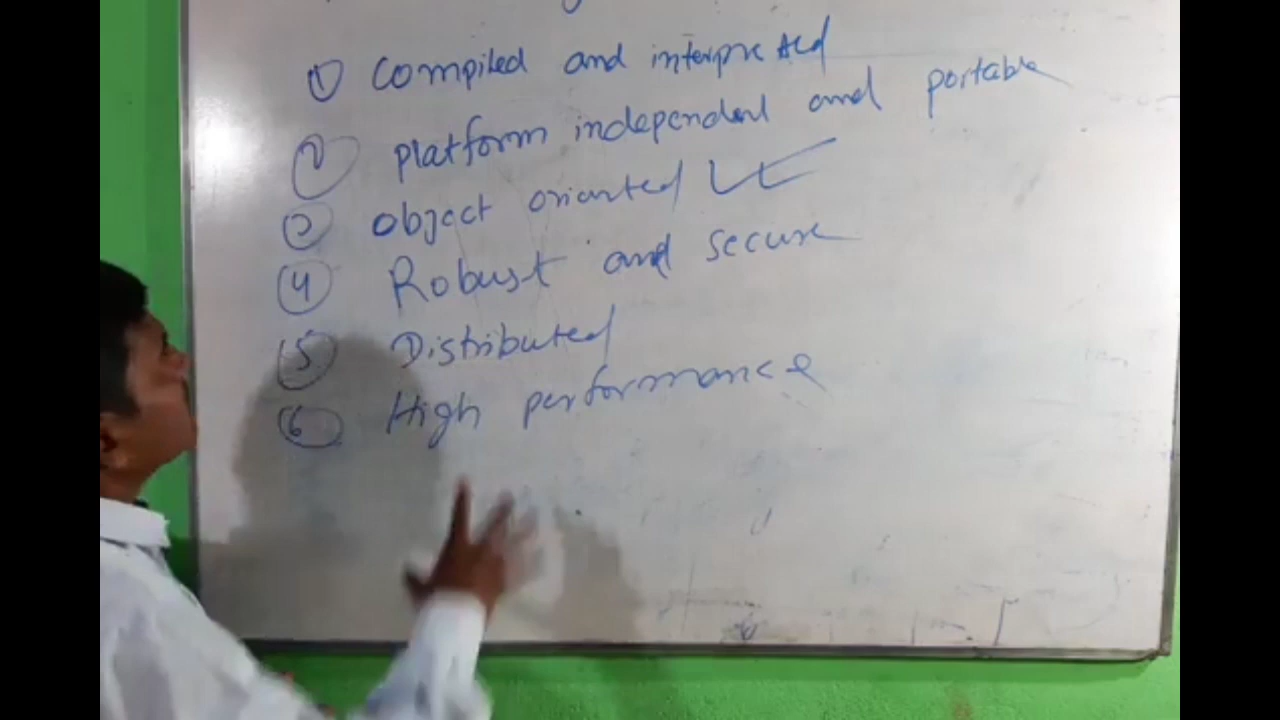 ① Compiled and interpreted
② platform independent and portable
③ object oriented
④ Robust and secure
⑤ Distributed
⑥ High performance